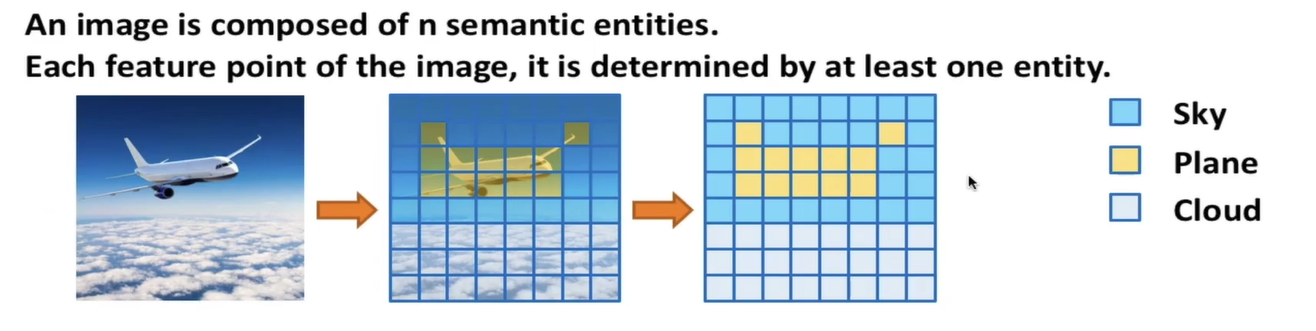 An image is composed of n semantic entities.
Each feature point of the image, it is determined by at least one entity.
Sky
Plane
Cloud